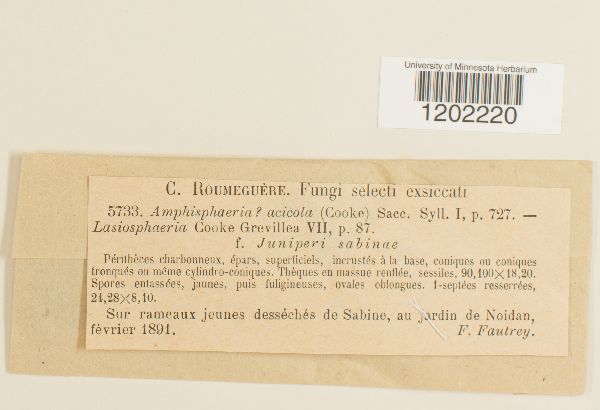 University of Minnesota Herbarium
1202220
C. ROUMEGUÈRE. Fungi selecti exsiccati
5733. Amphisphaeria? acicola (Cooke) Sacc. Syll. I, p. 727. —
Lasiosphaeria Cooke Grevillea VII, p. 87.
f. Juniperi sabinae
Périthèces charbonneux, épars, superficiels, incrustés à la base, coniques ou coniques
tronqués ou même cylindro-coniques. Thèques en massue renflée, sessiles, 90,100×18,20.
Spores entassées, jaunes, puis fuligineuses, ovales oblongues. 1-septées resserrées,
24,28×8,10.
Sur rameaux jeunes desséchés de Sabine, au jardin de Noidan,
février 1891. F. Fautrey.